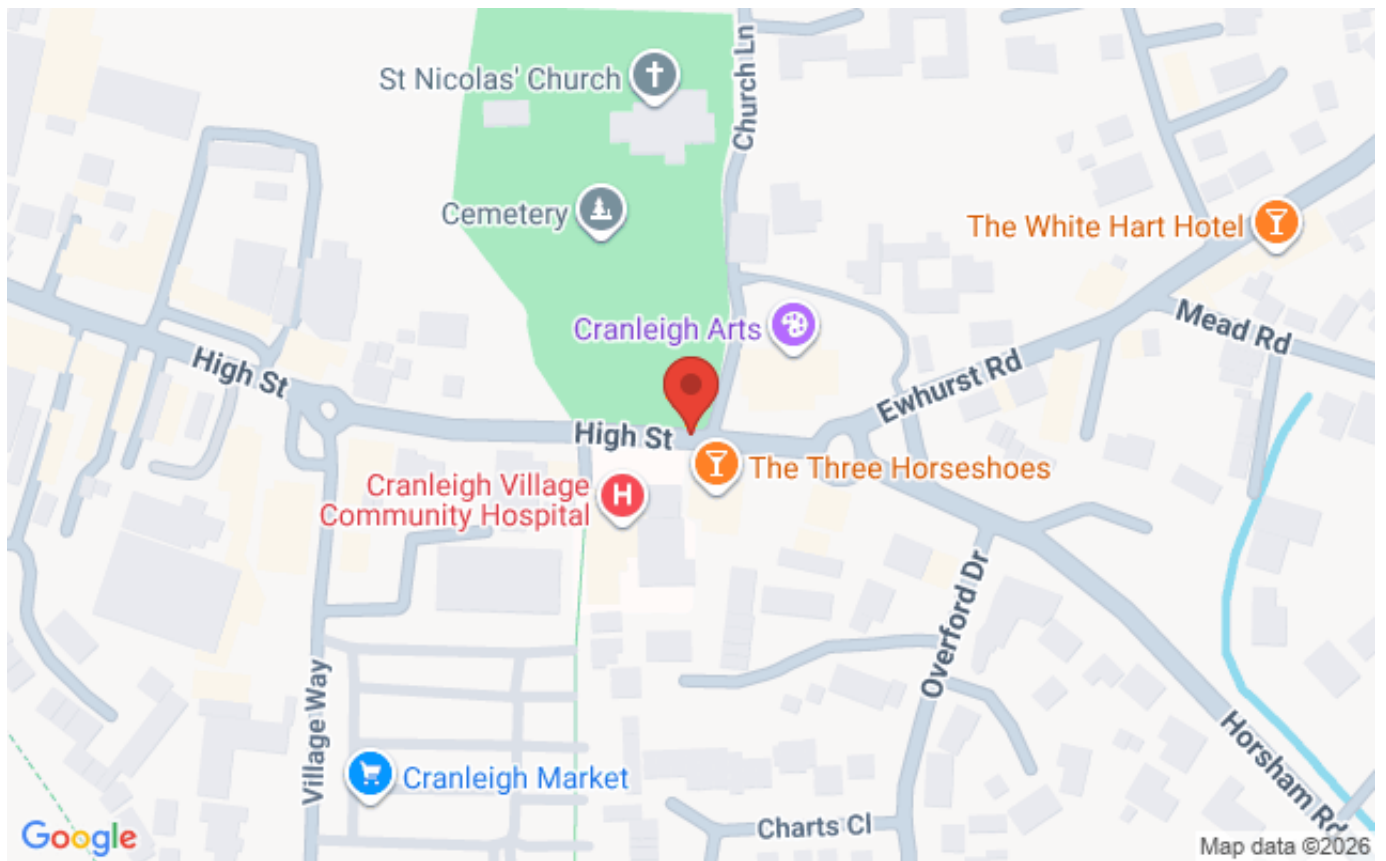 St Nicolas' Church
Church Ln
Cemetery
The White Hart Hotel
Cranleigh Arts
Mead Rd
High St
Ewhurst Rd
High St
The Three Horseshoes
Cranleigh Village
Community Hospital
Overford Dr
Village Way
Horsham Rd
Cranleigh Market
Charts Cl
Google
Map data ©2026
H